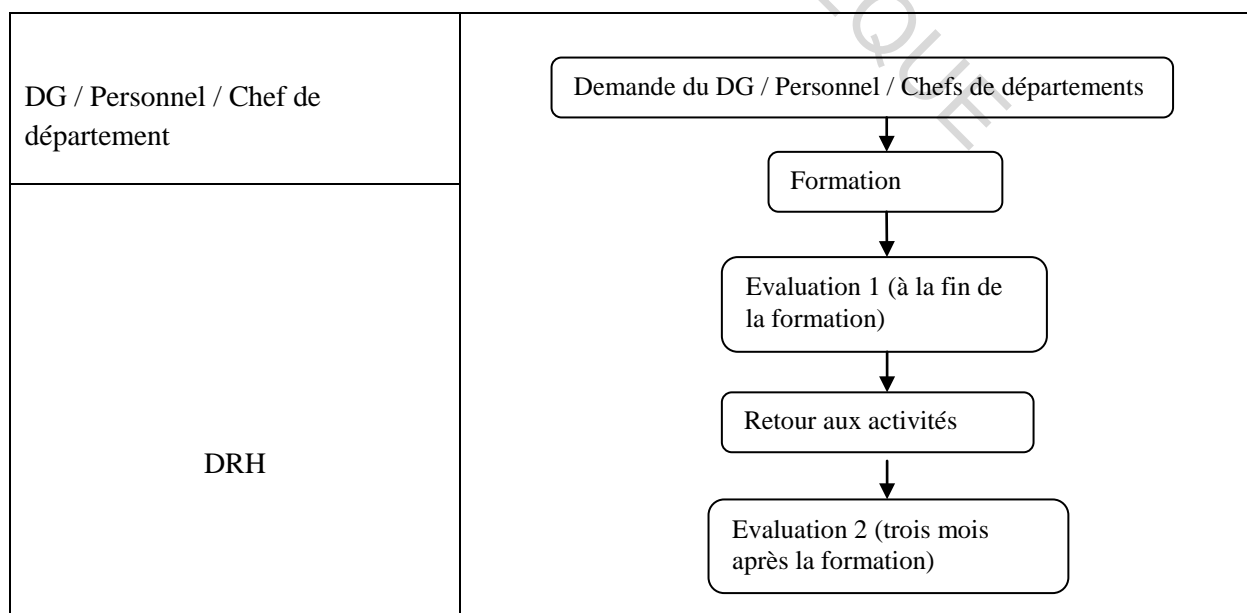 DG / Personnel / Chef de
département
Demande du DG / Personnel / Chefs de départements
Formation
Evaluation 1 (à la fin de
la formation)
Retour aux activités
DRH
Evaluation 2 (trois mois
après la formation)
QUE